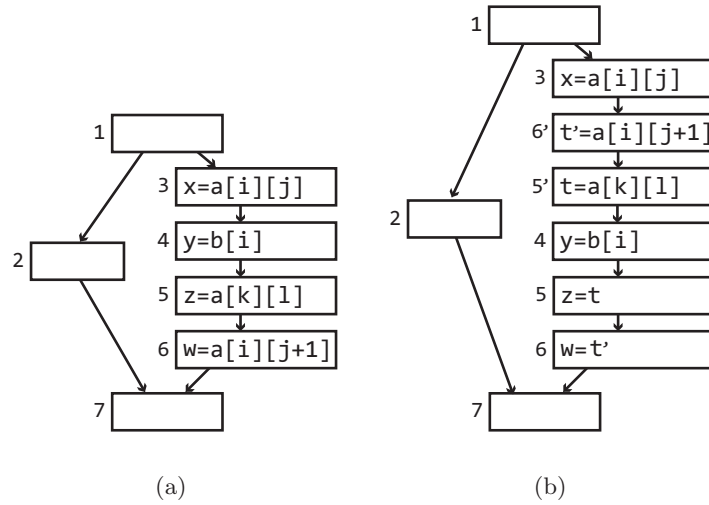 1
3 x=a[i][j]
4 y=b[i]
2
5 z=a[k][l]
6 w=a[i][j+1]
7
(a)
1
3 x=a[i][j]
6’ t’=a[i][j+1]
5’ t=a[k][l]
2
4 y=b[i]
5 z=t
6 w=t’
7
(b)